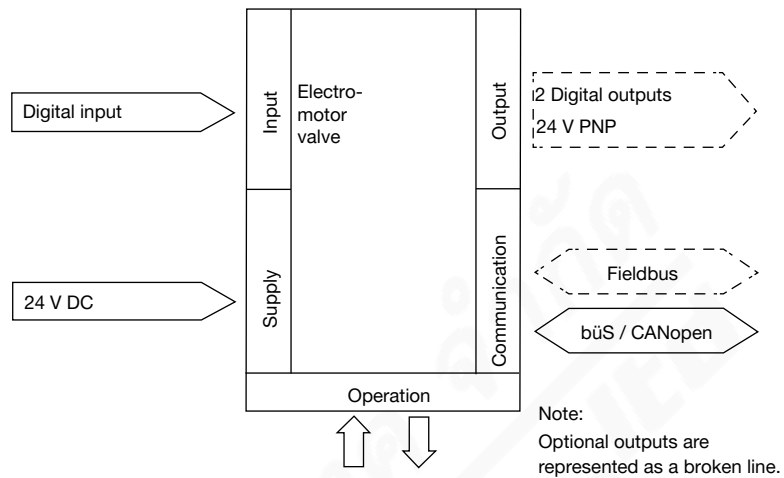 Digital input
24 V DC
Input
Supply
Electro-
motor
valve
Output
Communication
Operation
2 Digital outputs
24 V PNP
Fieldbus
büS / CANopen
Note:
Optional outputs are
represented as a broken line.